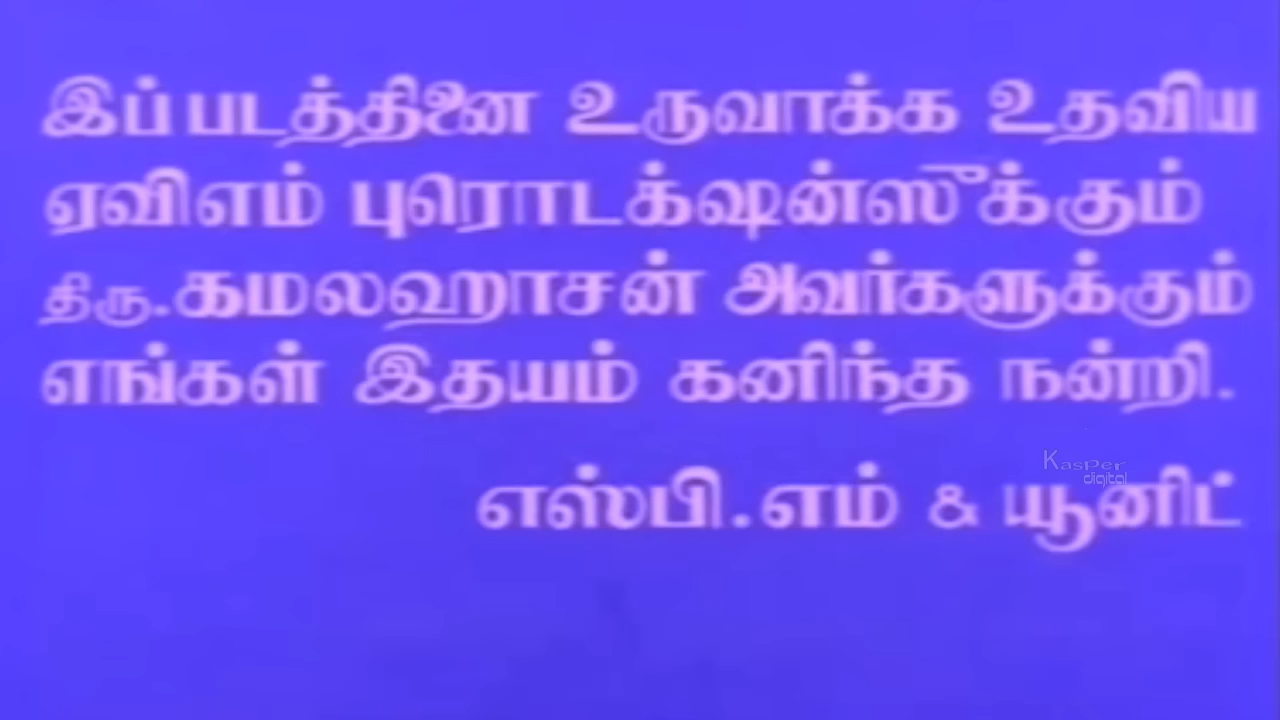 இப்படத்தினை உருவாக்க உதவிய
ஏவிஎம் புரொடக்ஷன்ஸுக்கும்
திரு.கமலஹாசன் அவர்களுக்கும்
எங்கள் இதயம் கனிந்த நன்றி.
Kasper
digital
எஸ்பி.எம் & யூனிட்